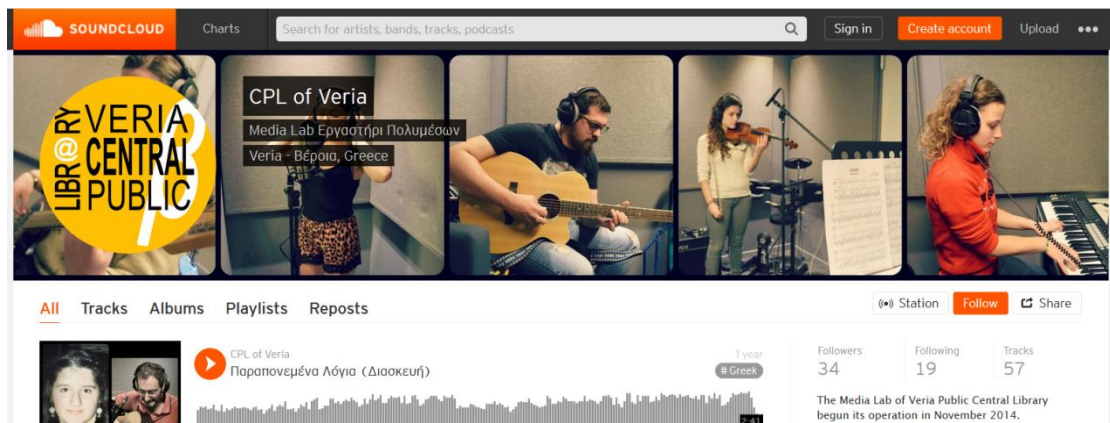 SOUNDCLOUD
Charts
Search for artists, bands, tracks, podcasts
Sign in
Create account
Upload
LIBR@RY VERIA CENTRAL PUBLIC
CPL of Veria
Media Lab Εργαστήρι Πολυμέσων
Veria - Βέροια, Greece
All Tracks Albums Playlists Reposts
Station Follow Share
CPL of Veria
1 year
Παραπονεμένα Λόγια (Διασκευή)
# Greek
2:41
Followers Following Tracks
34 19 57
The Media Lab of Veria Public Central Library
begun its operation in November 2014.